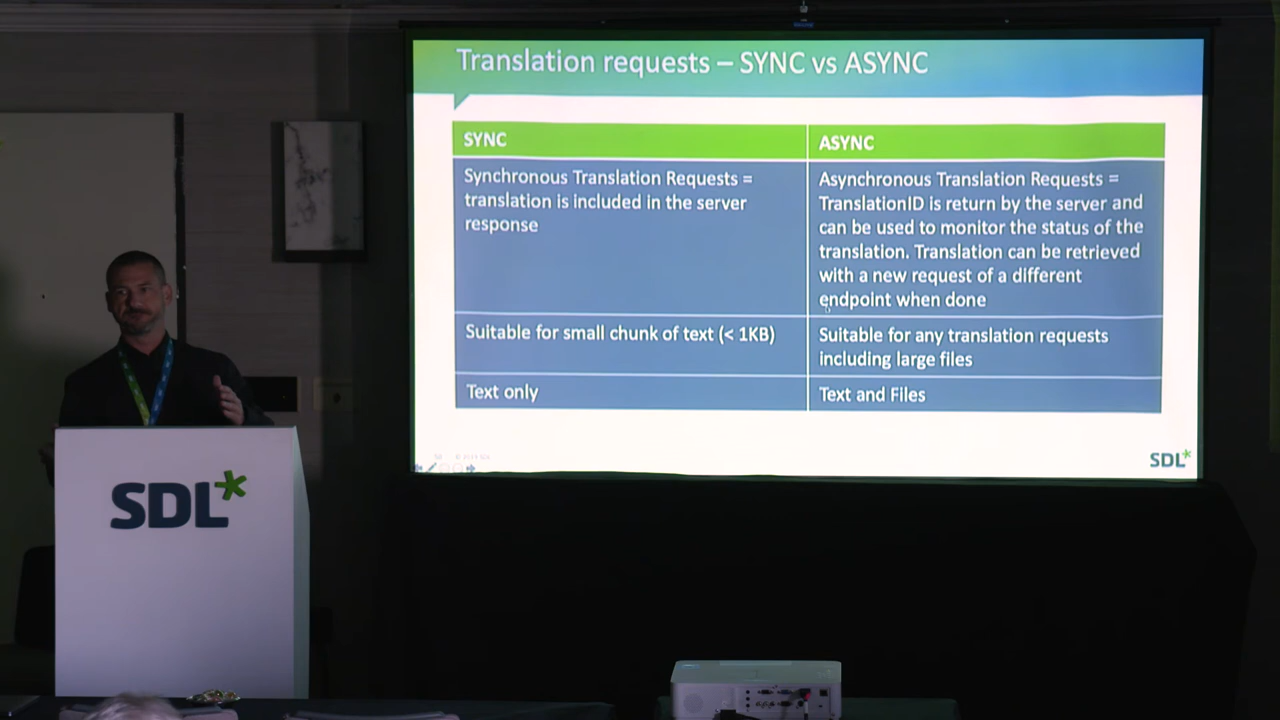 Translation requests – SYNC vs ASYNC
SYNC
ASYNC
Synchronous Translation Requests =
translation is included in the server
response
Asynchronous Translation Requests =
TranslationID is return by the server and
can be used to monitor the status of the
translation. Translation can be retrieved
with a new request of a different
endpoint when done
Suitable for small chunk of text (< 1KB)
Suitable for any translation requests
including large files
Text only
Text and Files
SDL*
SDL*